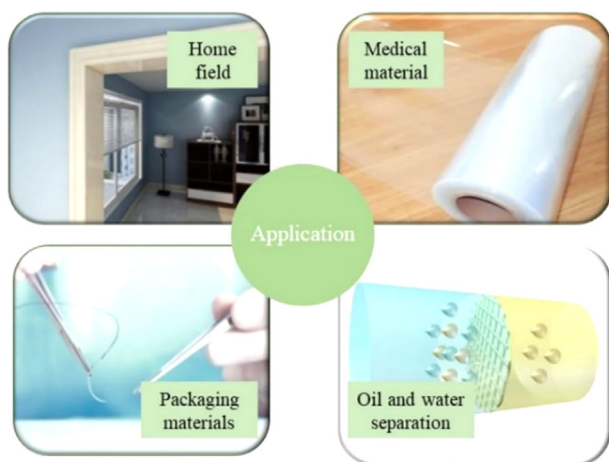 Home
field
Medical
material
Application
Packaging
materials
Oil and water
separation